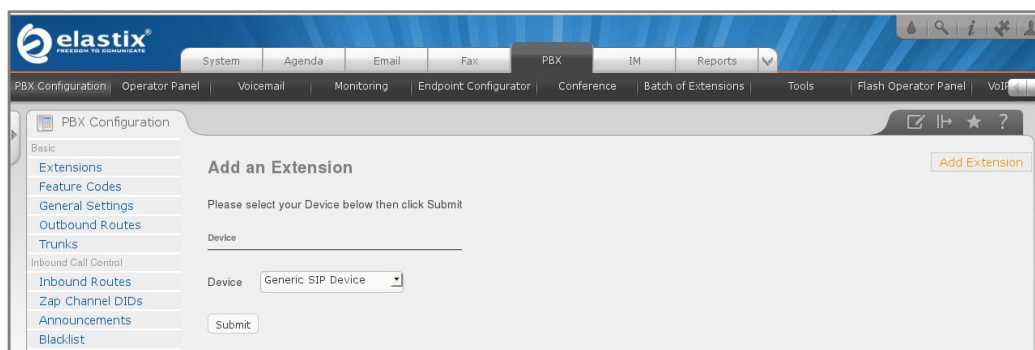 elastix®
FREEDOM TO COMMUNICATE
System Agenda Email Fax PBX IM Reports
PBX Configuration Operator Panel Voicemail Monitoring Endpoint Configurator Conference Batch of Extensions Tools Flash Operator Panel VoIP
PBX Configuration
Basic
Extensions
Feature Codes
General Settings
Outbound Routes
Trunks
Inbound Call Control
Inbound Routes
Zap Channel DIDs
Announcements
Blacklist
Add an Extension
Add Extension
Please select your Device below then click Submit
Device
Device Generic SIP Device
Submit